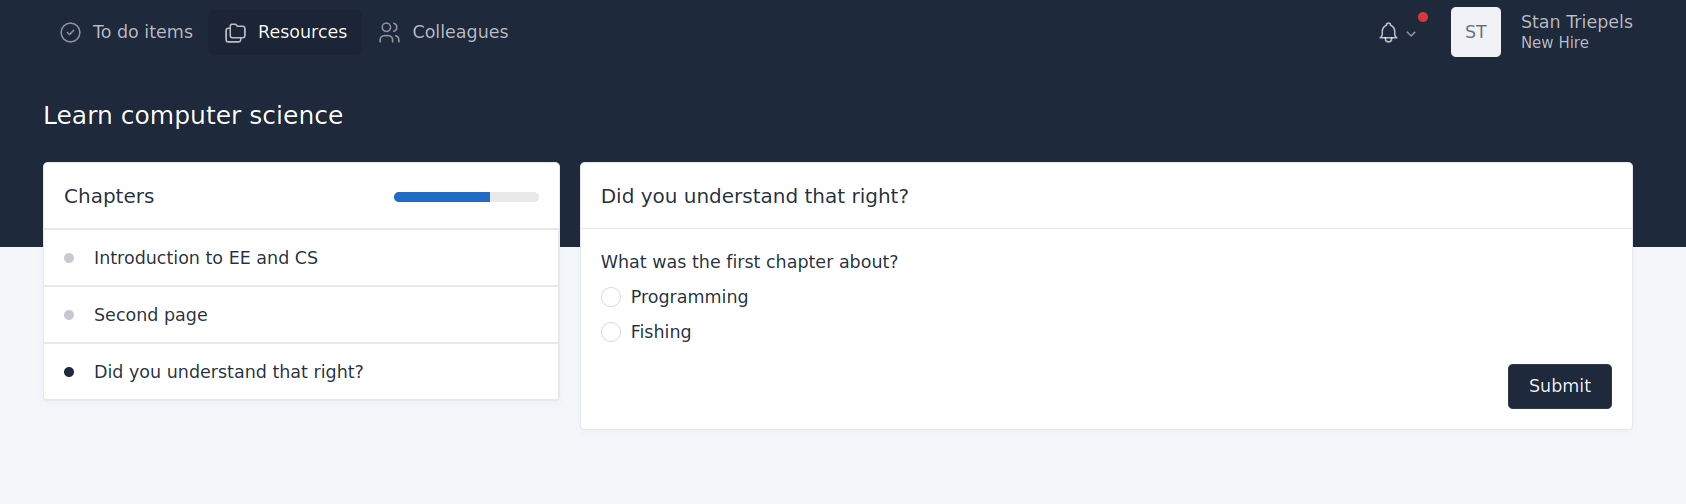 To do items
Resources
Colleagues
ST
Stan Triepels
New Hire
Learn computer science
Chapters
Introduction to EE and CS
Second page
Did you understand that right?
Did you understand that right?
What was the first chapter about?
Programming
Fishing
Submit